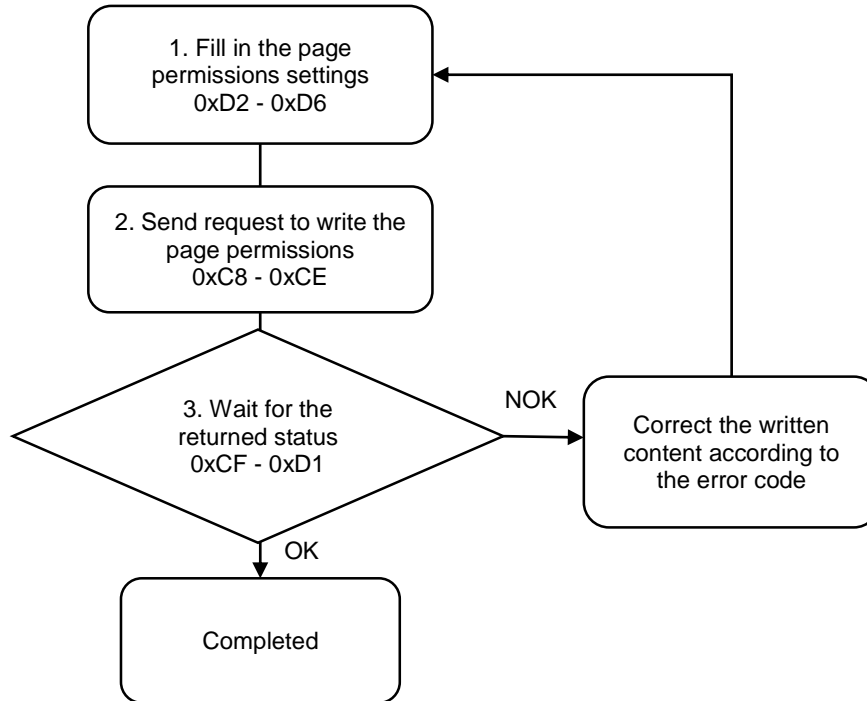 1. Fill in the page
permissions settings
0xD2 - 0xD6
2. Send request to write the
page permissions
0xC8 - 0xCE
3. Wait for the
returned status
0xCF - 0xD1
NOK
Correct the written
content according to
the error code
OK
Completed